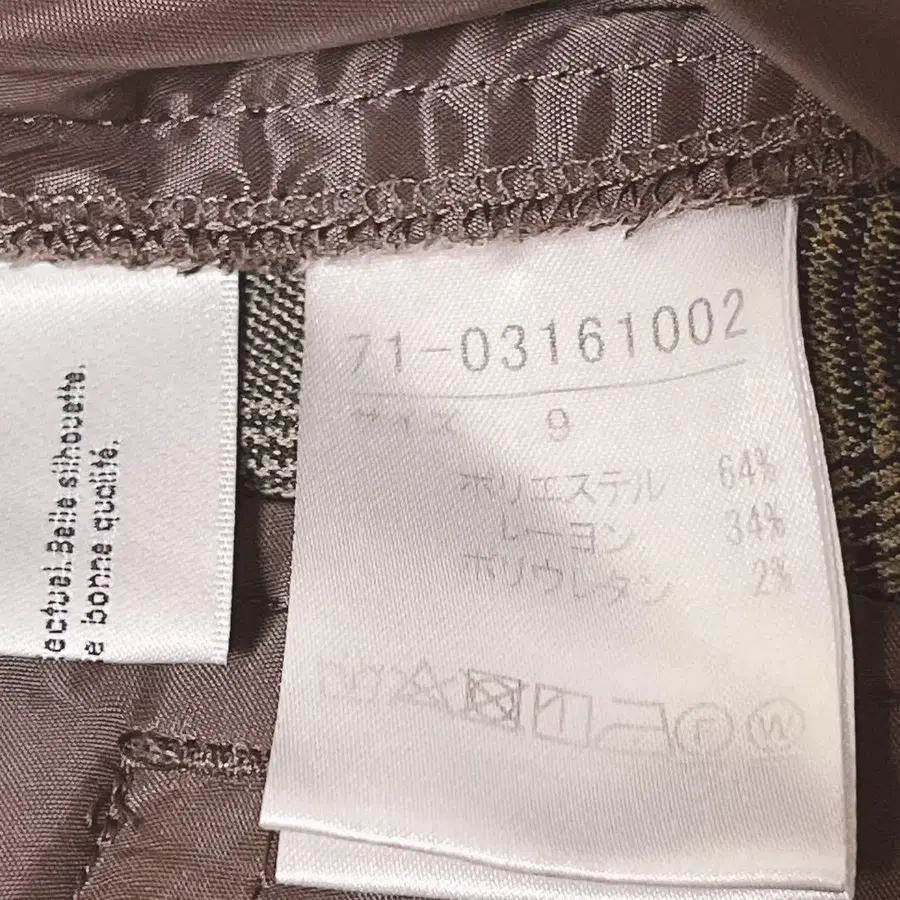 ectuel.Belle silhouette.
e bonne qualité.
71-03161002
サイズ 9
ポリエステル 64%
レーヨン 34%
ポリウレタン 2%
F W